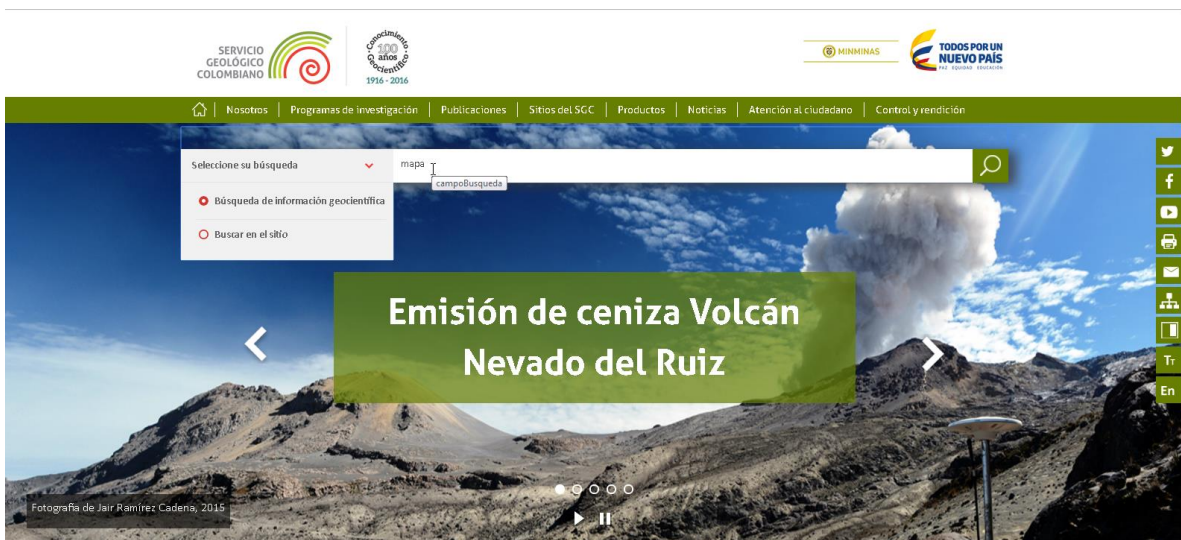 SERVICIO
GEOLÓGICO
COLOMBIANO
Conocimiento
100
años
Geocientífico
1916 - 2016
MINMINAS
TODOS POR UN
NUEVO PAÍS
PAZ EQUIDAD EDUCACIÓN
Nosotros | Programas de investigación | Publicaciones | Sitios del SGC | Productos | Noticias | Atención al ciudadano | Control y rendición
Seleccione su búsqueda
mapa
campoBusqueda
Búsqueda de información geocientífica
Buscar en el sitio
Emisión de ceniza Volcán
Nevado del Ruiz
TT
En
Fotografía de Jair Ramírez Cadena, 2015